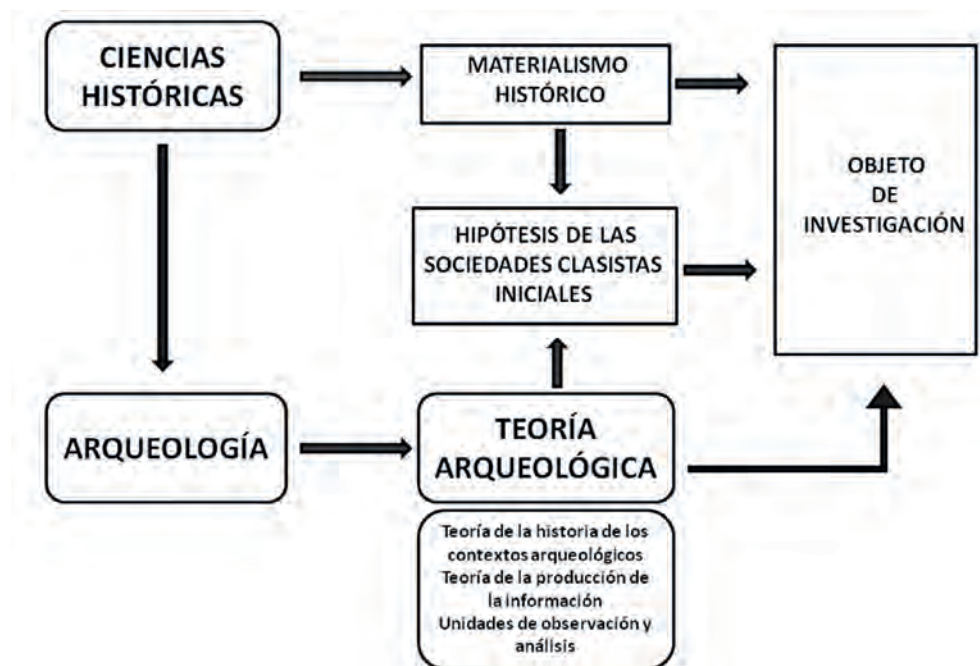 CIENCIAS
HISTÓRICAS
MATERIALISMO
HISTÓRICO
OBJETO
DE
INVESTIGACIÓN
HIPÓTESIS DE LAS
SOCIEDADES CLASISTAS
INICIALES
ARQUEOLOGÍA
TEORÍA
ARQUEOLÓGICA
Teoría de la historia de los
contextos arqueológicos
Teoría de la producción de
la información
Unidades de observación y
análisis